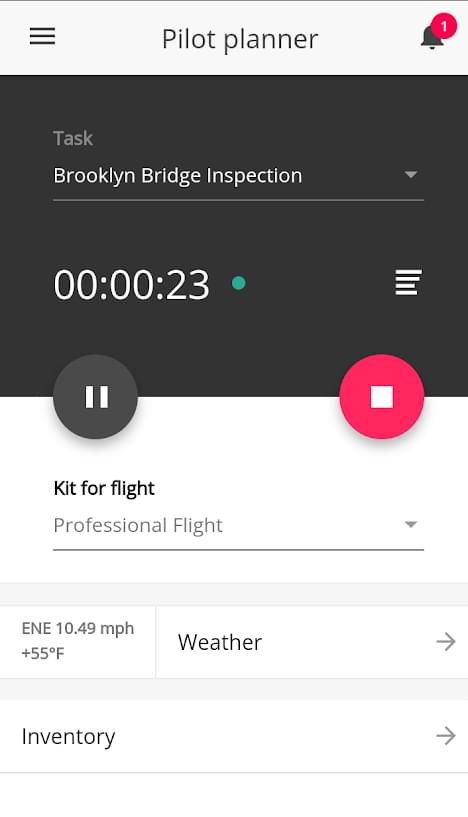 Pilot planner
1
Task
Brooklyn Bridge Inspection
00:00:23
Kit for flight
Professional Flight
ENE 10.49 mph
+55°F
Weather
Inventory